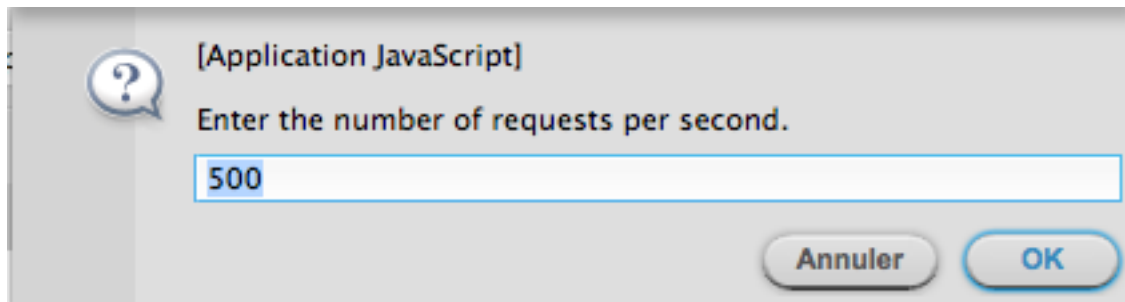 [Application JavaScript]
Enter the number of requests per second.
500
Annuler OK